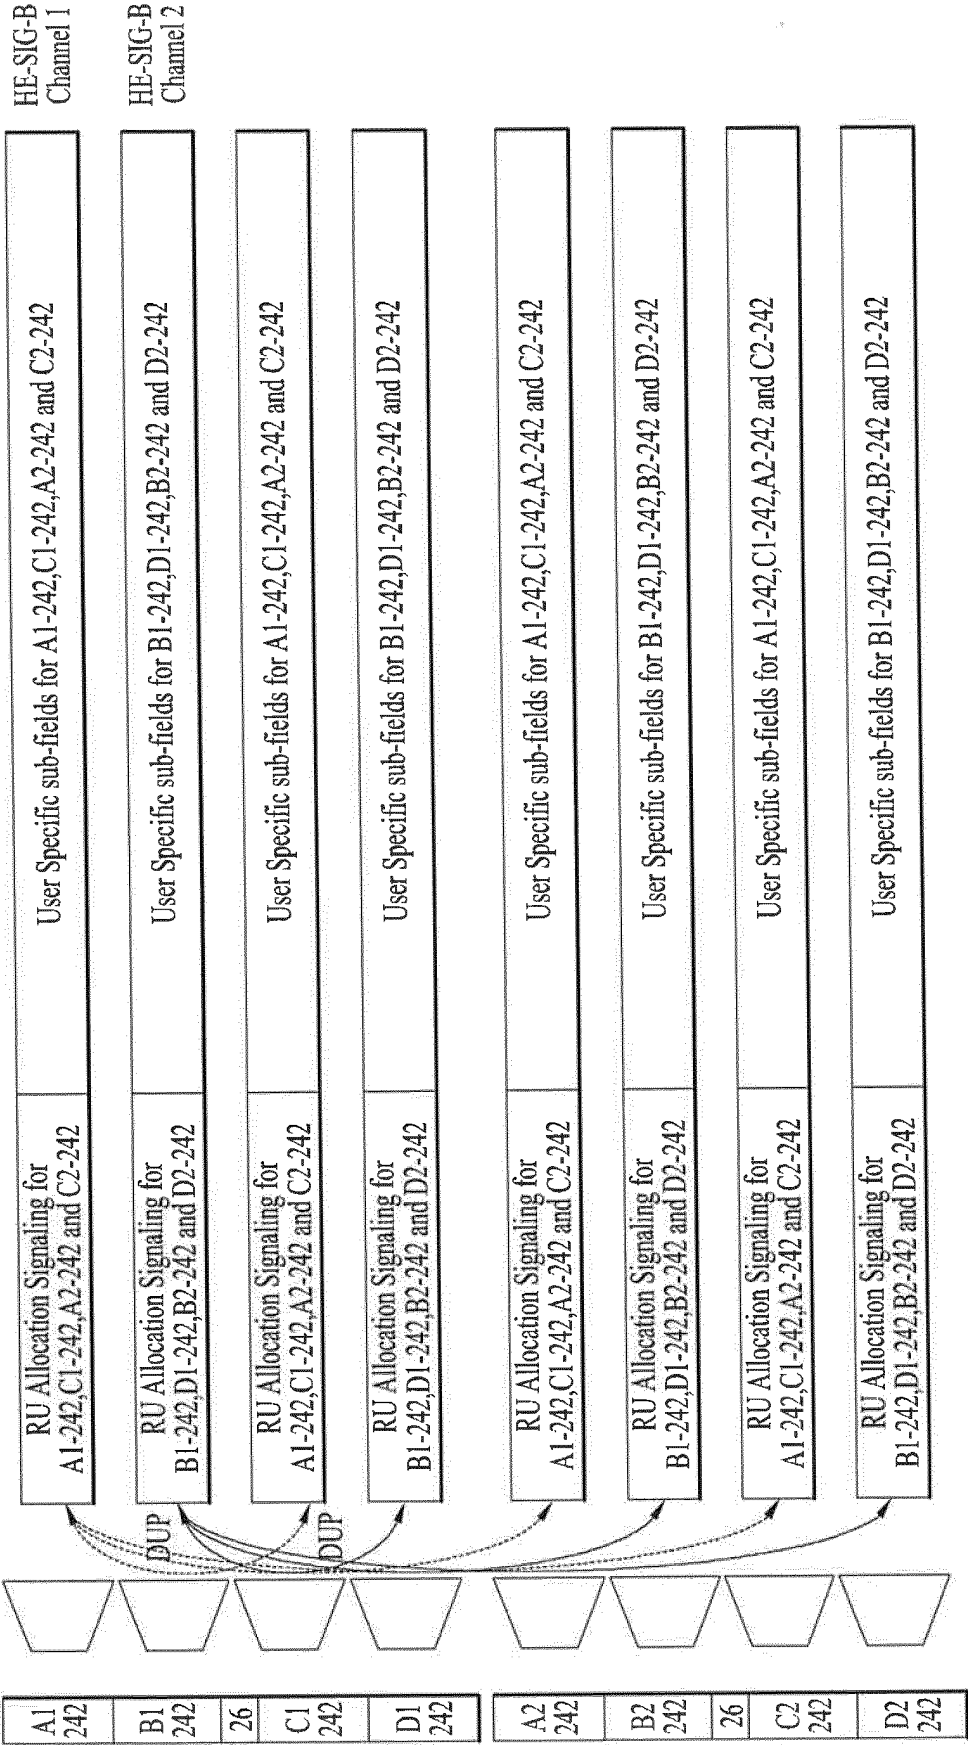 HE-SIG-B
Channel 1
HE-SIG-B
Channel 2
A1
242
RU Allocation Signaling for
A1-242,C1-242,A2-242 and C2-242
User Specific sub-fields for A1-242,C1-242,A2-242 and C2-242
DUP
B1
242
RU Allocation Signaling for
B1-242,D1-242,B2-242 and D2-242
User Specific sub-fields for B1-242,D1-242,B2-242 and D2-242
26
C1
242
RU Allocation Signaling for
A1-242,C1-242,A2-242 and C2-242
User Specific sub-fields for A1-242,C1-242,A2-242 and C2-242
DUP
D1
242
RU Allocation Signaling for
B1-242,D1-242,B2-242 and D2-242
User Specific sub-fields for B1-242,D1-242,B2-242 and D2-242
A2
242
RU Allocation Signaling for
A1-242,C1-242,A2-242 and C2-242
User Specific sub-fields for A1-242,C1-242,A2-242 and C2-242
B2
242
RU Allocation Signaling for
B1-242,D1-242,B2-242 and D2-242
User Specific sub-fields for B1-242,D1-242,B2-242 and D2-242
26
C2
242
RU Allocation Signaling for
A1-242,C1-242,A2-242 and C2-242
User Specific sub-fields for A1-242,C1-242,A2-242 and C2-242
D2
242
RU Allocation Signaling for
B1-242,D1-242,B2-242 and D2-242
User Specific sub-fields for B1-242,D1-242,B2-242 and D2-242